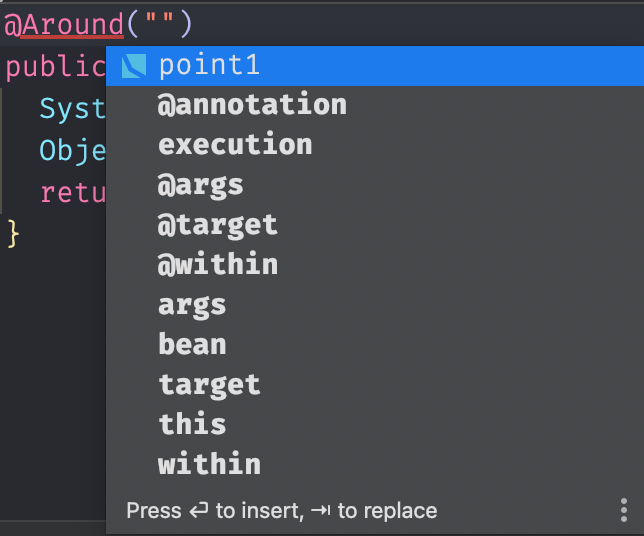 @Around("")
public
point1
Syst
@annotation
execution
Obje
@args
retu
@target
}
@within
args
bean
target
this
within
Press ↩ to insert, ⇥ to replace